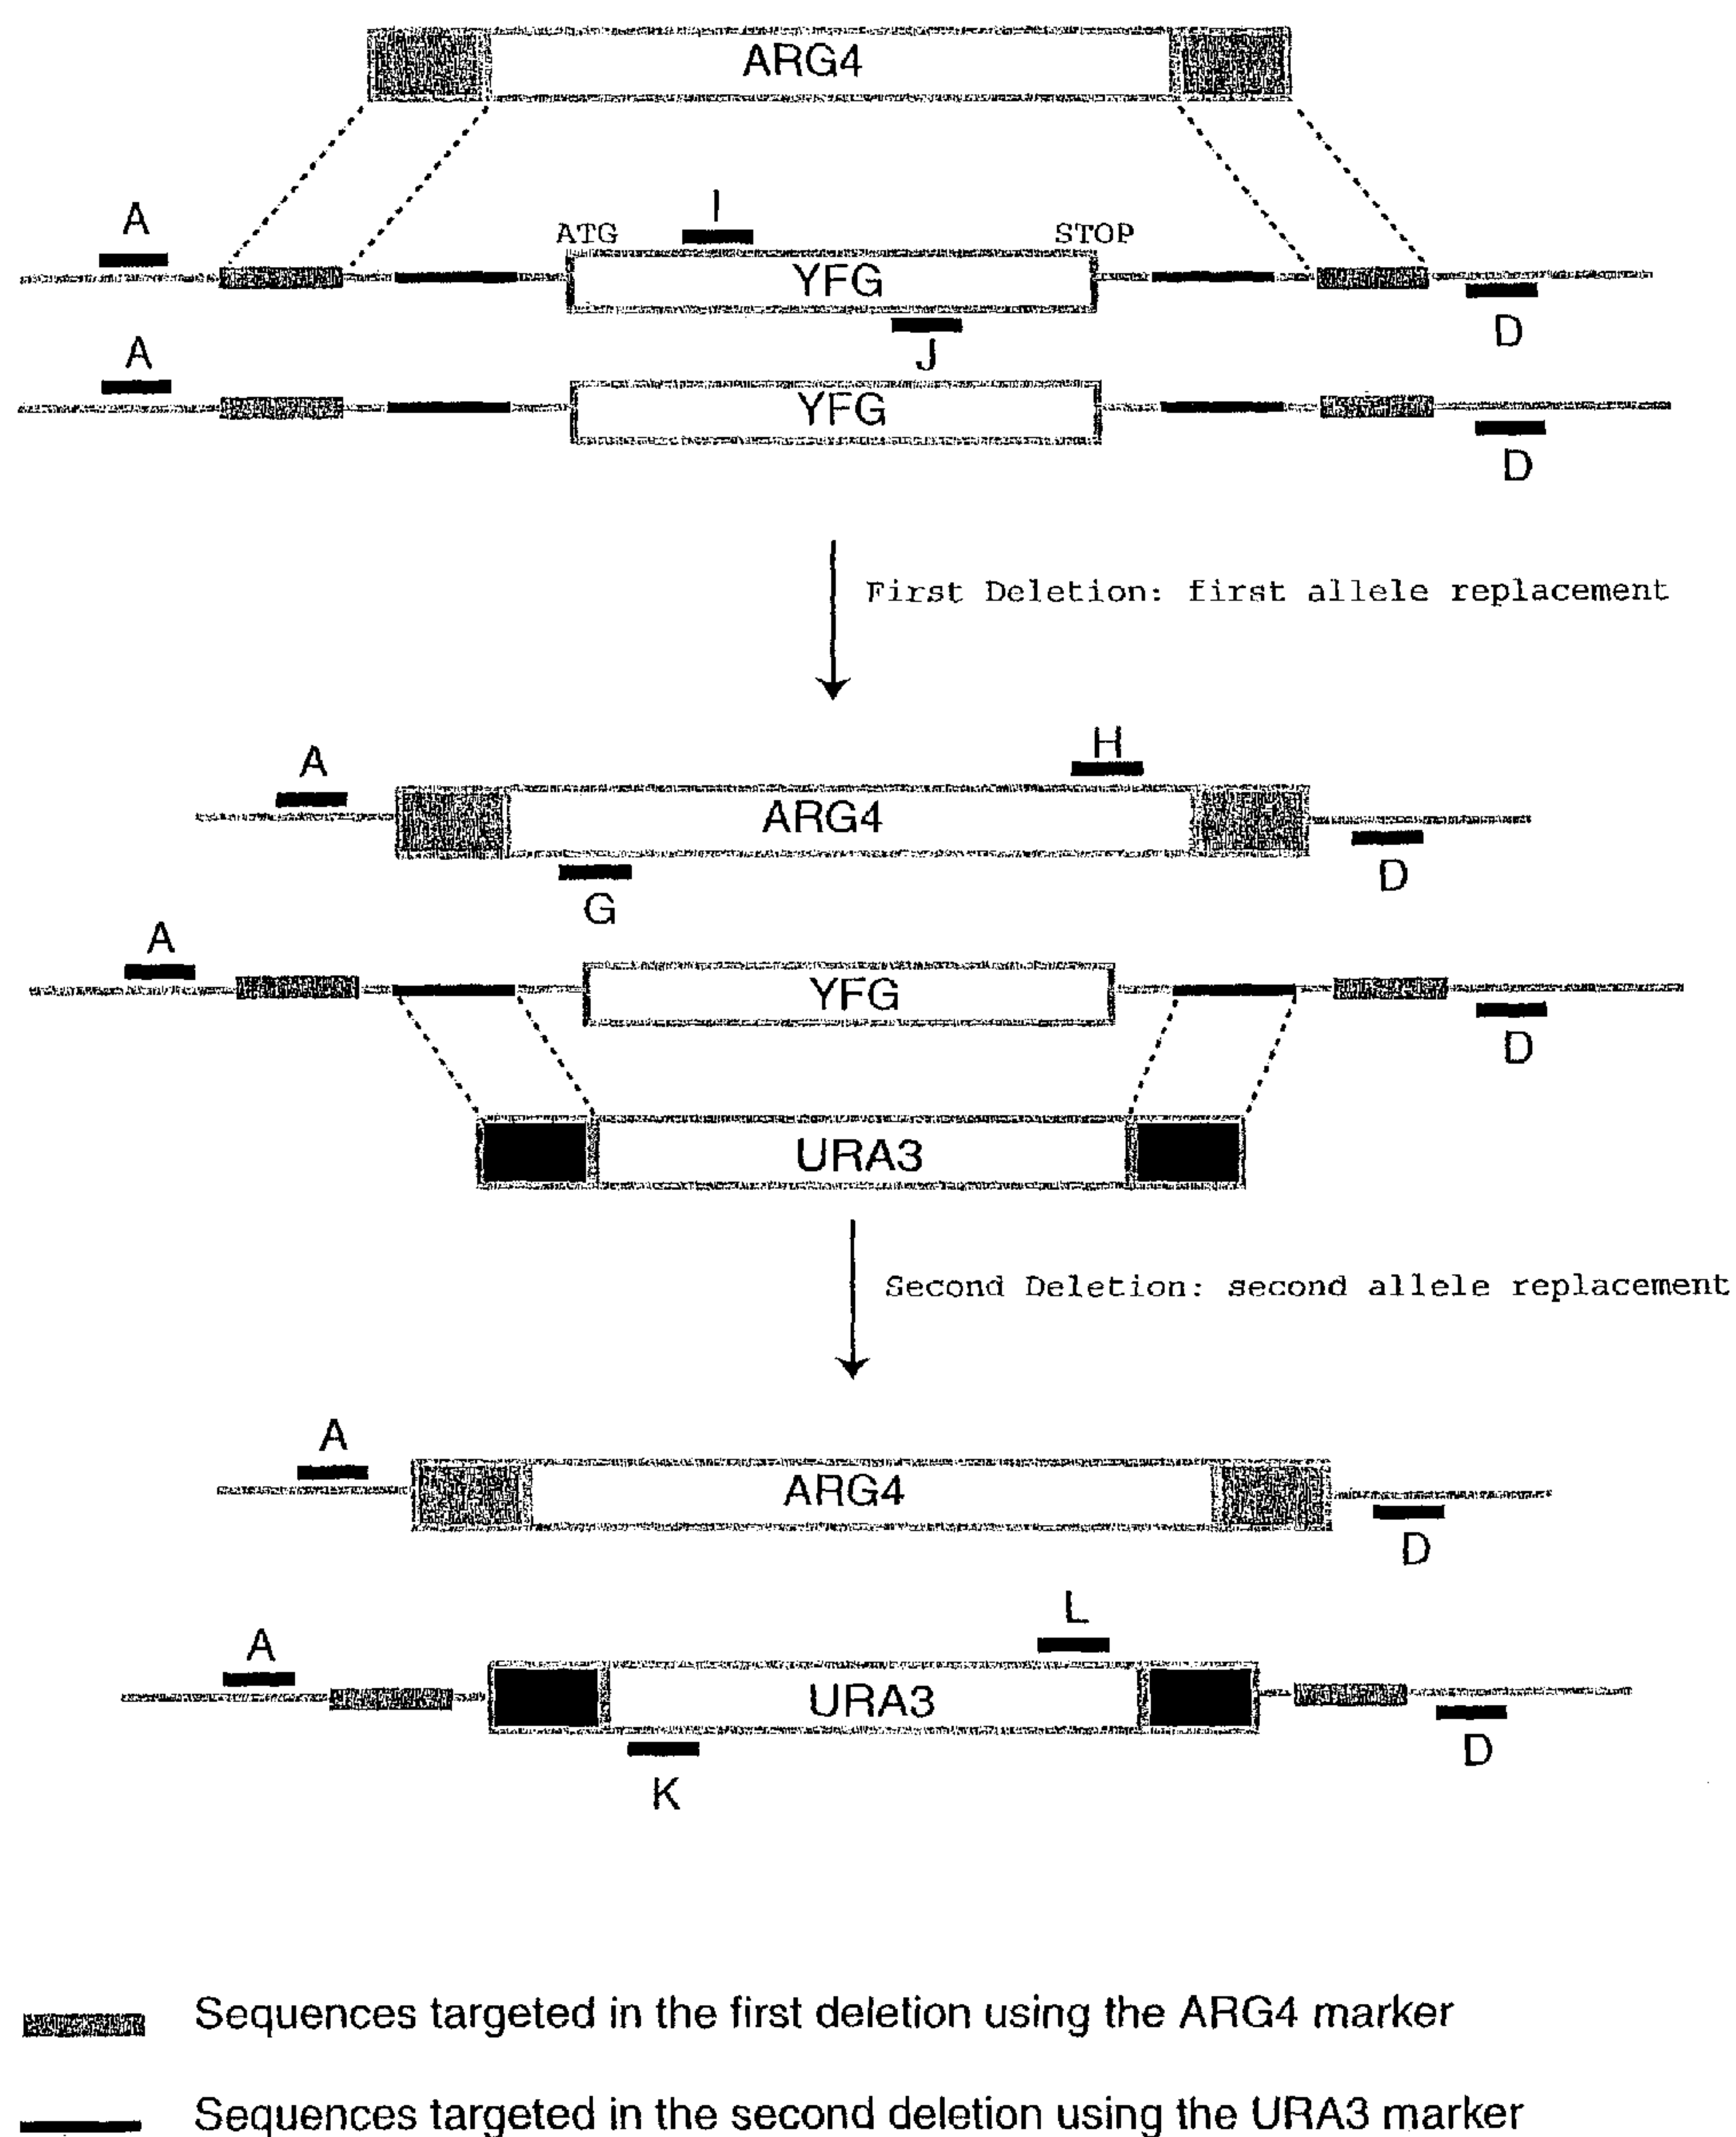 ARG4
A
I
ATG
STOP
YFG
J
D
A
YFG
D
First Deletion: first allele replacement
A
H
ARG4
G
D
A
YFG
D
URA3
Second Deletion: second allele replacement
A
ARG4
D
L
A
URA3
K
D
Sequences targeted in the first deletion using the ARG4 marker
Sequences targeted in the second deletion using the URA3 marker